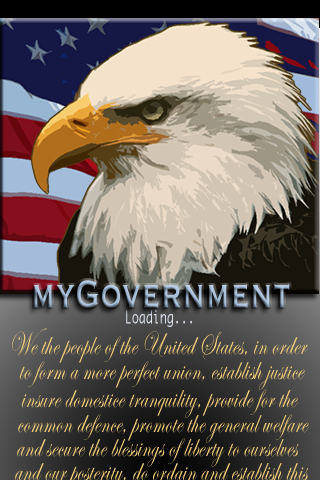 myGovernment
Loading...
We the people of the United States, in order
to form a more perfect union, establish justice
insure domestice tranquility, provide for the
common defence, promote the general welfare
and secure the blessings of liberty to ourselves
and our posterity, do ordain and establish this